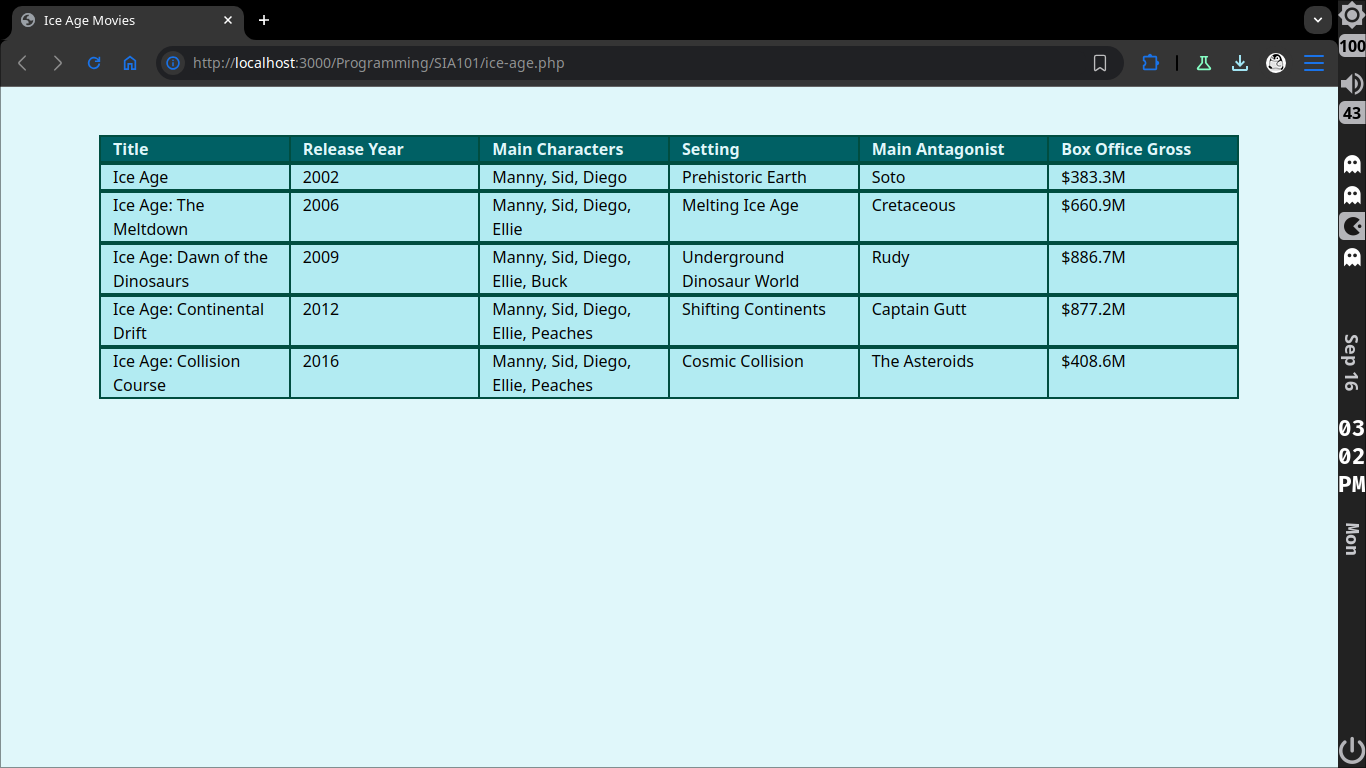 Ice Age Movies
http://localhost:3000/Programming/SIA101/ice-age.php
100
43
Title Release Year Main Characters Setting Main Antagonist Box Office Gross
Ice Age 2002 Manny, Sid, Diego Prehistoric Earth Soto $383.3M
Ice Age: The 2006 Manny, Sid, Diego, Melting Ice Age Cretaceous $660.9M
Meltdown Ellie
Ice Age: Dawn of the 2009 Manny, Sid, Diego, Underground Rudy $886.7M
Dinosaurs Ellie, Buck Dinosaur World
Ice Age: Continental 2012 Manny, Sid, Diego, Shifting Continents Captain Gutt $877.2M
Drift Ellie, Peaches
Ice Age: Collision 2016 Manny, Sid, Diego, Cosmic Collision The Asteroids $408.6M
Course Ellie, Peaches
Sep 16
03
02
PM
Mon